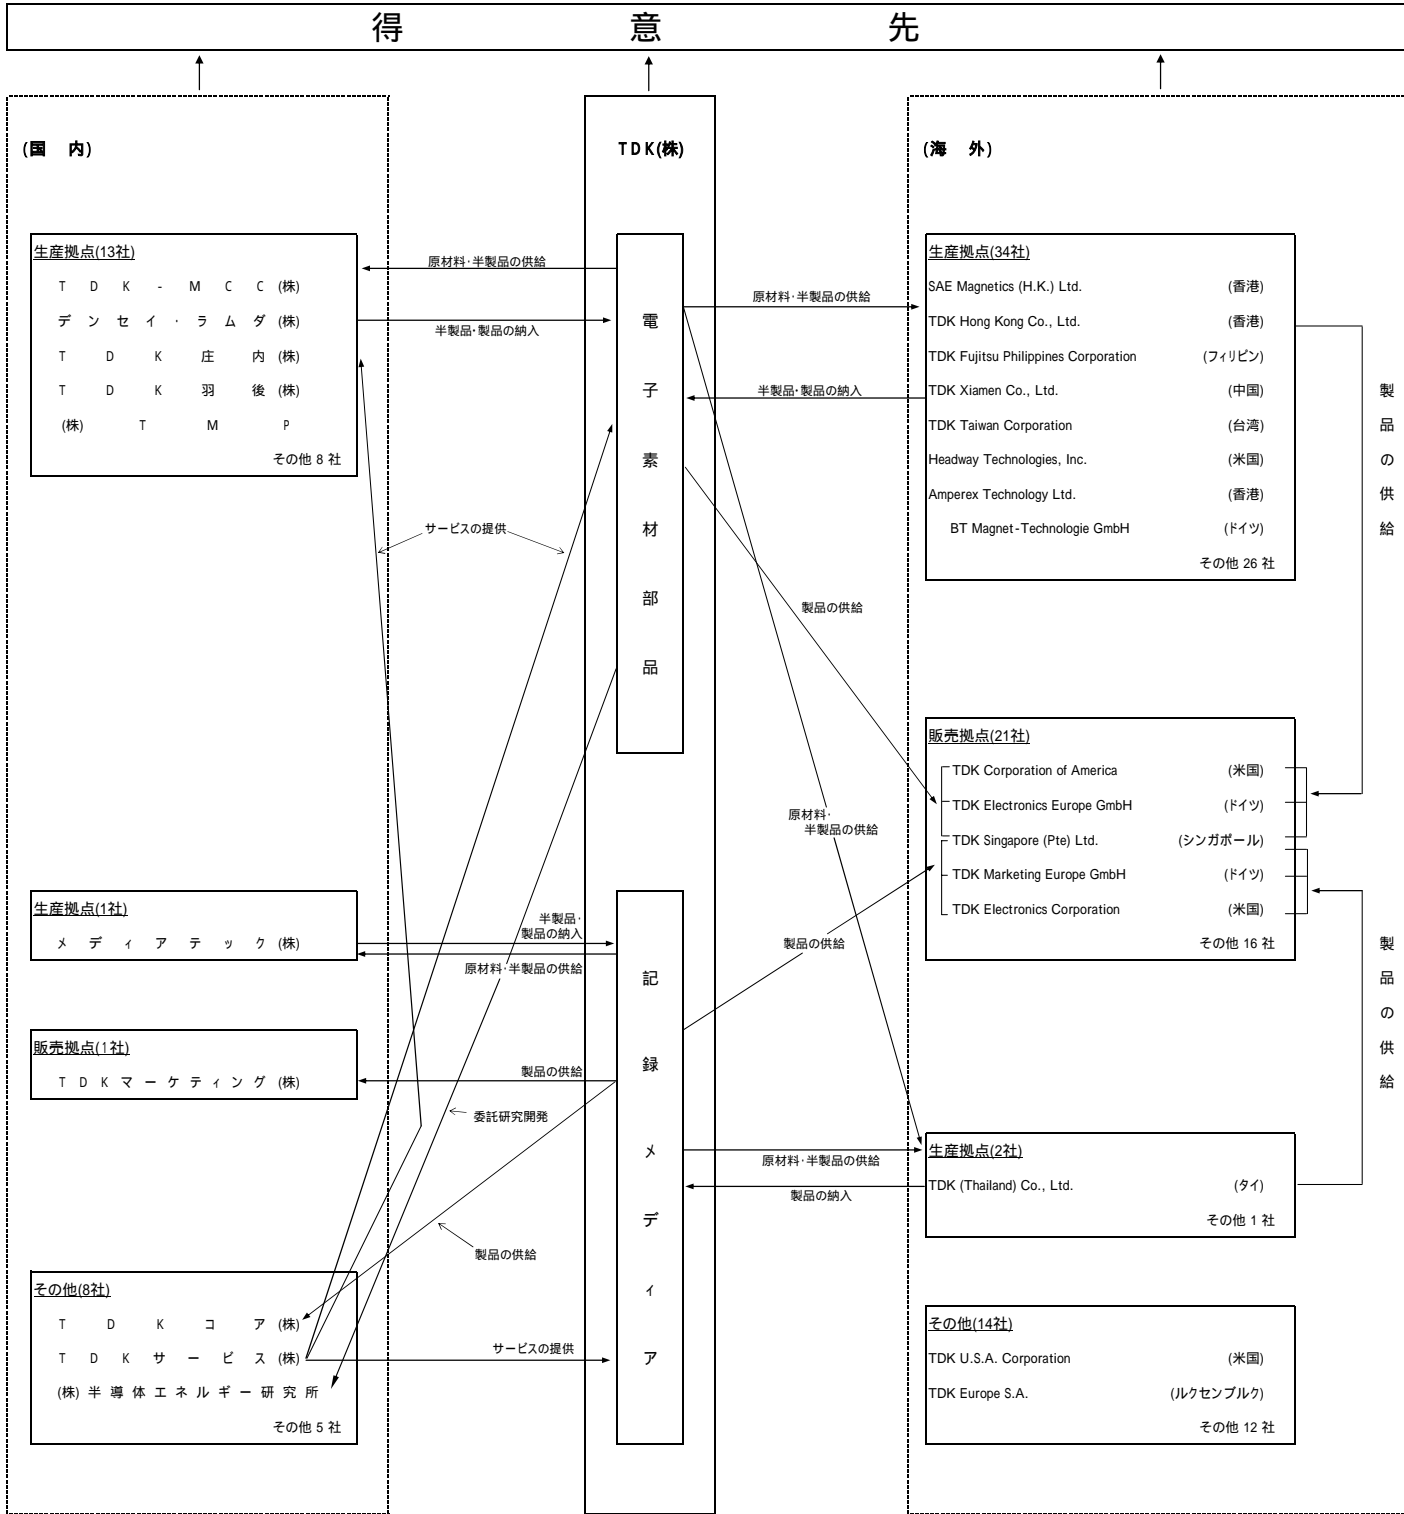 得意先
(国 内)
TDK(株)
(海 外)
生産拠点(13社)
TDK-MCC(株)
デンセイ・ラムダ(株)
TDK庄内(株)
TDK羽後(株)
(株)TMP
その他 8 社
原材料・半製品の供給
半製品・製品の納入
サービスの提供
電子素材部品
原材料・半製品の供給
半製品・製品の納入
製品の供給
原材料・
半製品の供給
生産拠点(34社)
SAE Magnetics (H.K.) Ltd. (香港)
TDK Hong Kong Co., Ltd. (香港)
TDK Fujitsu Philippines Corporation (フィリピン)
TDK Xiamen Co., Ltd. (中国)
TDK Taiwan Corporation (台湾)
Headway Technologies, Inc. (米国)
Amperex Technology Ltd. (香港)
BT Magnet-Technologie GmbH (ドイツ)
その他 26 社
製品の供給
販売拠点(21社)
TDK Corporation of America (米国)
TDK Electronics Europe GmbH (ドイツ)
TDK Singapore (Pte) Ltd. (シンガポール)
TDK Marketing Europe GmbH (ドイツ)
TDK Electronics Corporation (米国)
その他 16 社
製品の供給
生産拠点(1社)
メディアテック(株)
半製品・
製品の納入
原材料・半製品の供給
販売拠点(1社)
TDKマーケティング(株)
製品の供給
委託研究開発
製品の供給
記録メディア
製品の供給
原材料・半製品の供給
製品の納入
生産拠点(2社)
TDK (Thailand) Co., Ltd. (タイ)
その他 1 社
その他(8社)
TDKコア(株)
TDKサービス(株)
(株)半導体エネルギー研究所
その他 5 社
サービスの提供
その他(14社)
TDK U.S.A. Corporation (米国)
TDK Europe S.A. (ルクセンブルク)
その他 12 社